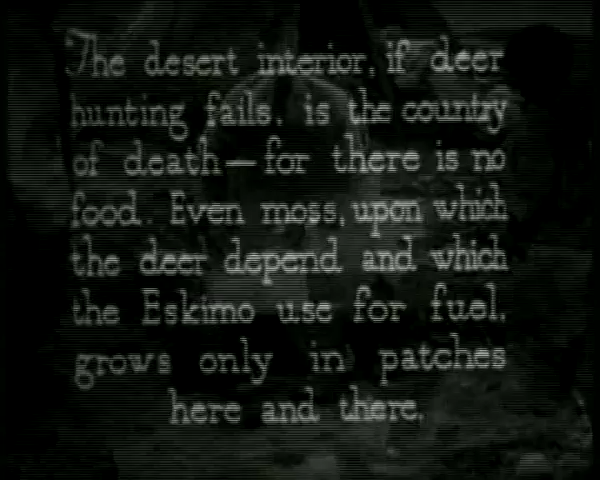 The desert interior, if deer
hunting fails, is the country
of death—for there is no
food. Even moss, upon which
the deer depend and which
the Eskimo use for fuel,
grows only in patches
here and there.